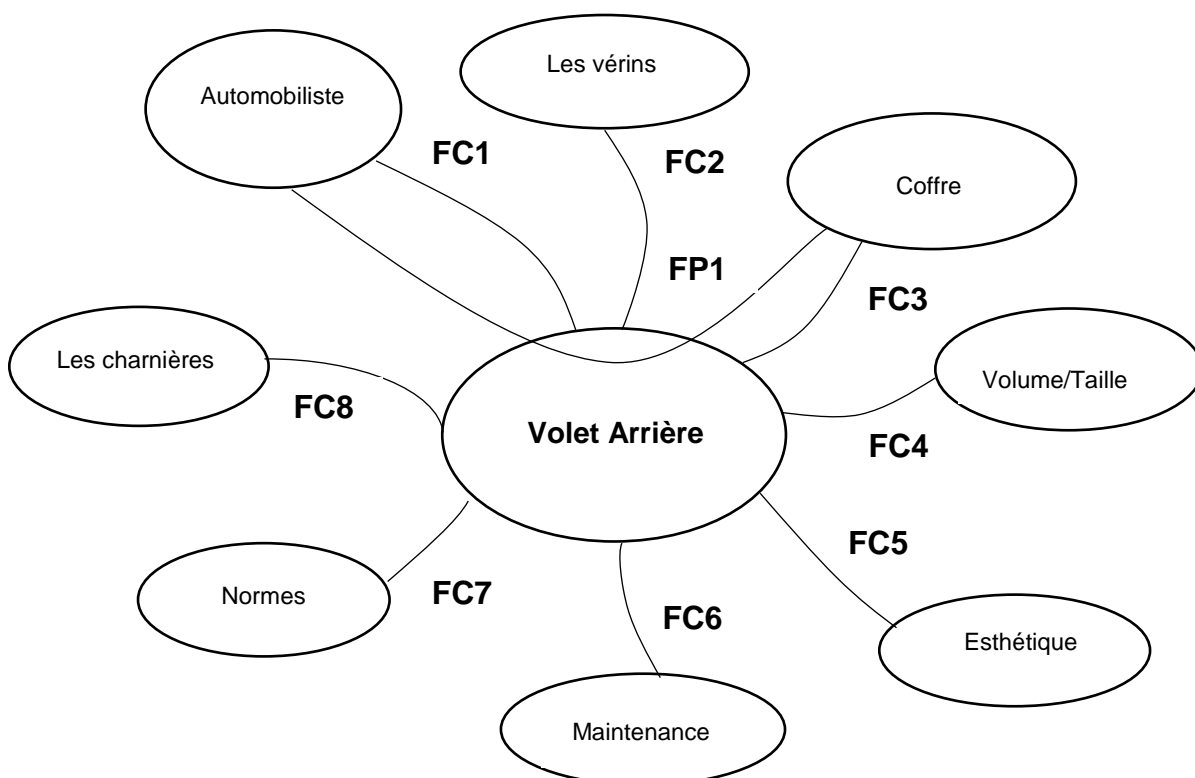 Les vérins
Automobiliste
FC1
FC2
Coffre
FP1
FC3
Les charnières
Volume/Taille
FC8
Volet Arrière
FC4
FC5
Normes
FC7
FC6
Esthétique
Maintenance